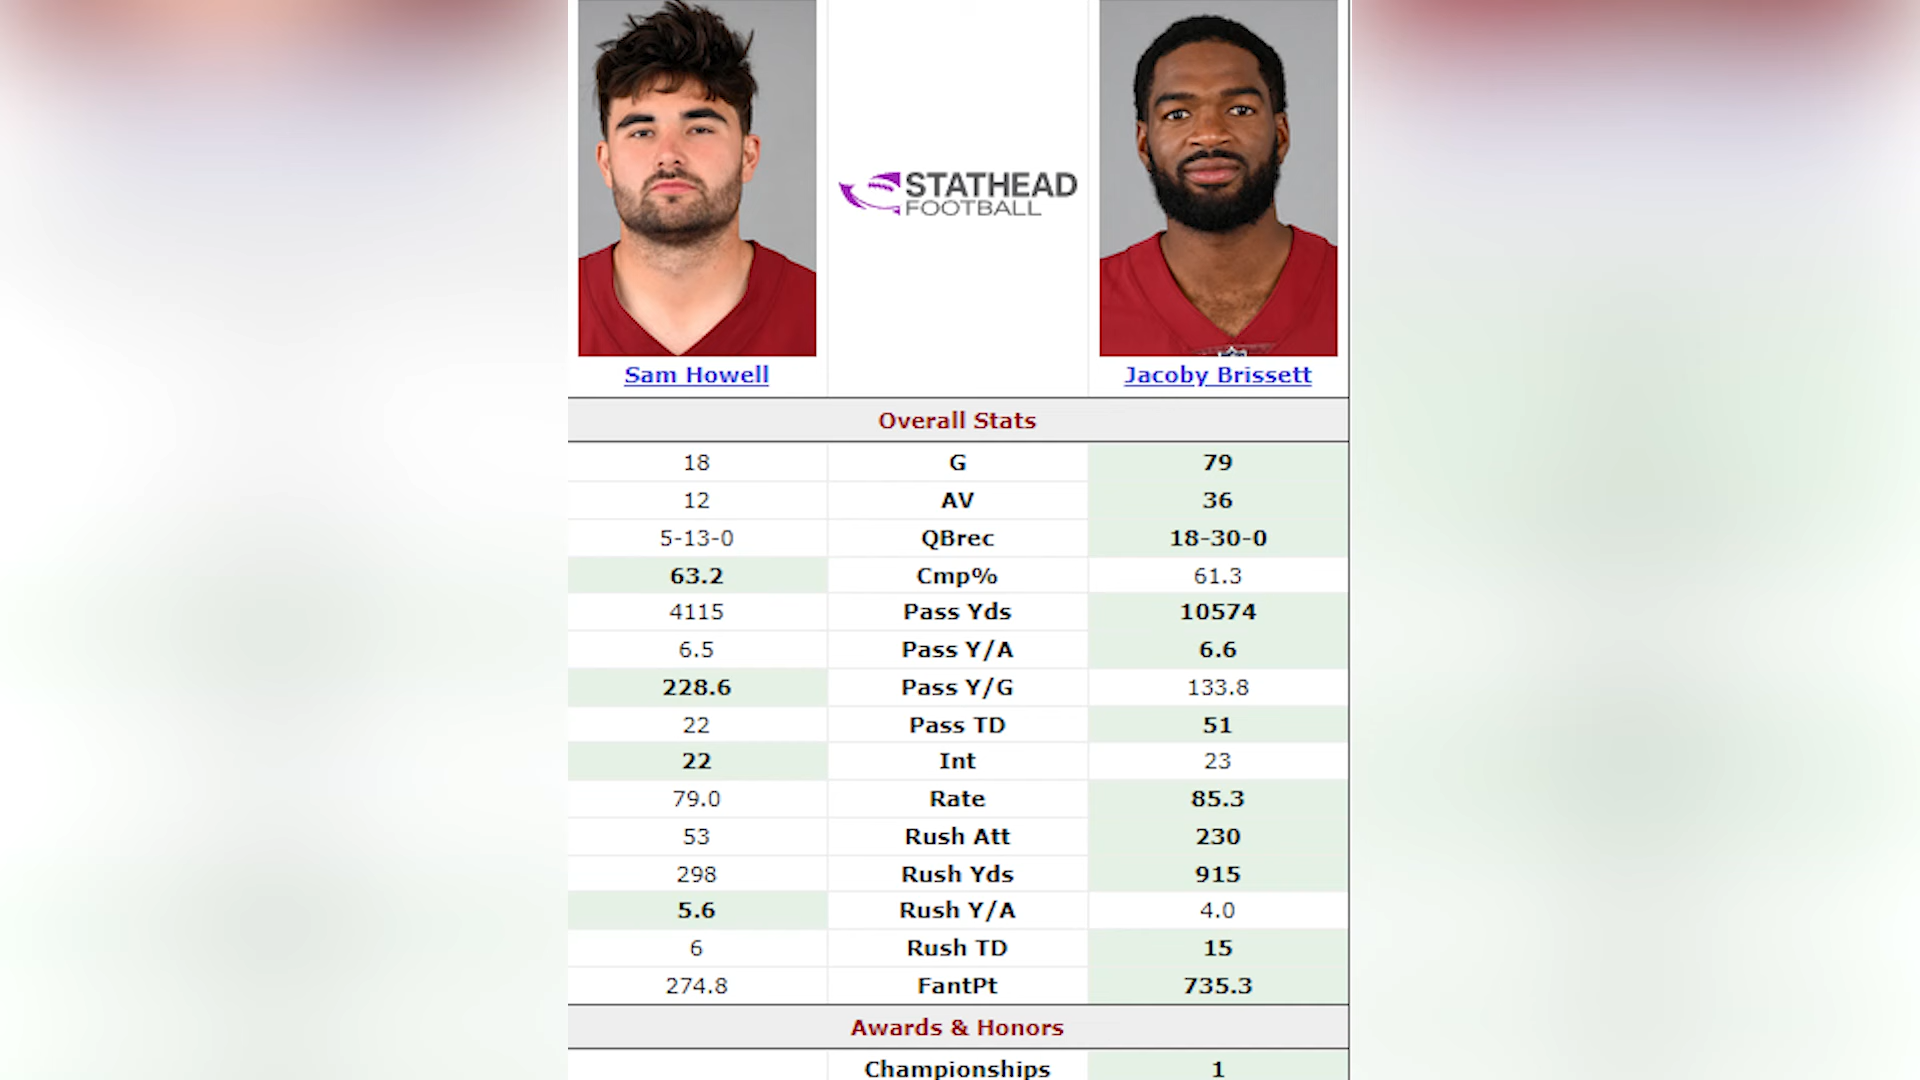 STATHEAD
FOOTBALL
Sam Howell Jacoby Brissett
Overall Stats
18 G 79
12 AV 36
5-13-0 QBrec 18-30-0
63.2 Cmp% 61.3
4115 Pass Yds 10574
6.5 Pass Y/A 6.6
228.6 Pass Y/G 133.8
22 Pass TD 51
22 Int 23
79.0 Rate 85.3
53 Rush Att 230
298 Rush Yds 915
5.6 Rush Y/A 4.0
6 Rush TD 15
274.8 FantPt 735.3
Awards & Honors
Championships 1